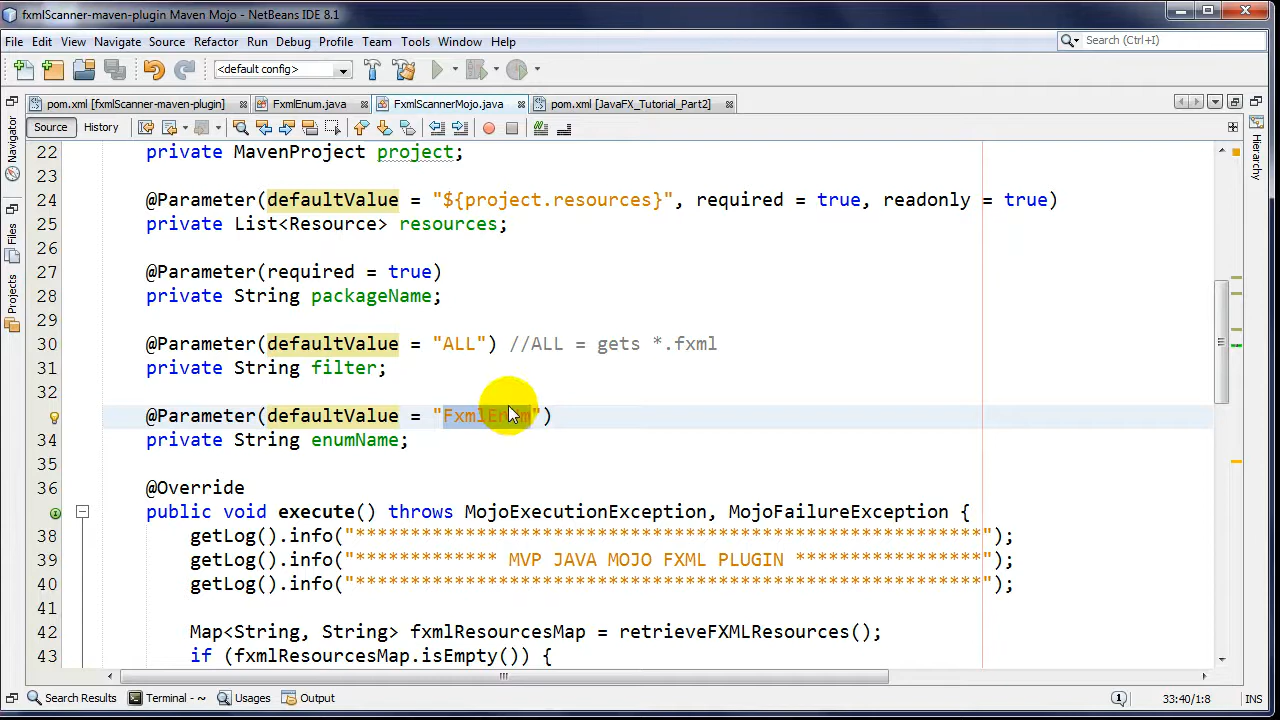 fxmlScanner-maven-plugin Maven Mojo - NetBeans IDE 8.1
File Edit View Navigate Source Refactor Run Debug Profile Team Tools Window Help
Search (Ctrl+I)
<default config>
pom.xml [fxmlScanner-maven-plugin] FxmlEnum.java FxmlScannerMojo.java pom.xml [JavaFX_Tutorial_Part2]
Source History
Navigator
Files
Projects
Hierarchy
22 private MavenProject project;
23
24 @Parameter(defaultValue = "${project.resources}", required = true, readonly = true)
25 private List<Resource> resources;
26
27 @Parameter(required = true)
28 private String packageName;
29
30 @Parameter(defaultValue = "ALL") //ALL = gets *.fxml
31 private String filter;
32
@Parameter(defaultValue = "FxmlEnum")
34 private String enumName;
35
36 @Override
public void execute() throws MojoExecutionException, MojoFailureException {
38 getLog().info("*********************************************************");
39 getLog().info("************* MVP JAVA MOJO FXML PLUGIN *****************");
40 getLog().info("*********************************************************");
41
42 Map<String, String> fxmlResourcesMap = retrieveFXMLResources();
43 if (fxmlResourcesMap.isEmpty()) {
Search Results Terminal - ~ Usages Output
33:40/1:8 INS